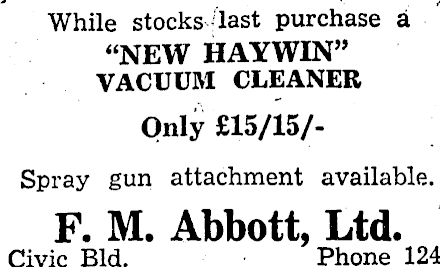 While stocks last purchase a
“NEW HAYWIN”
VACUUM CLEANER
Only £15/15/-
Spray gun attachment available.
F. M. Abbott, Ltd.
Civic Bld. Phone 124